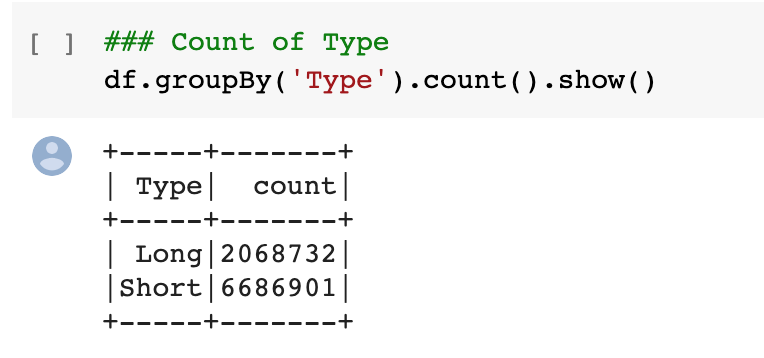 [ ] ### Count of Type
df.groupBy('Type').count().show()
+-----+-------+
| Type|  count|
+-----+-------+
| Long|2068732|
|Short|6686901|
+-----+-------+